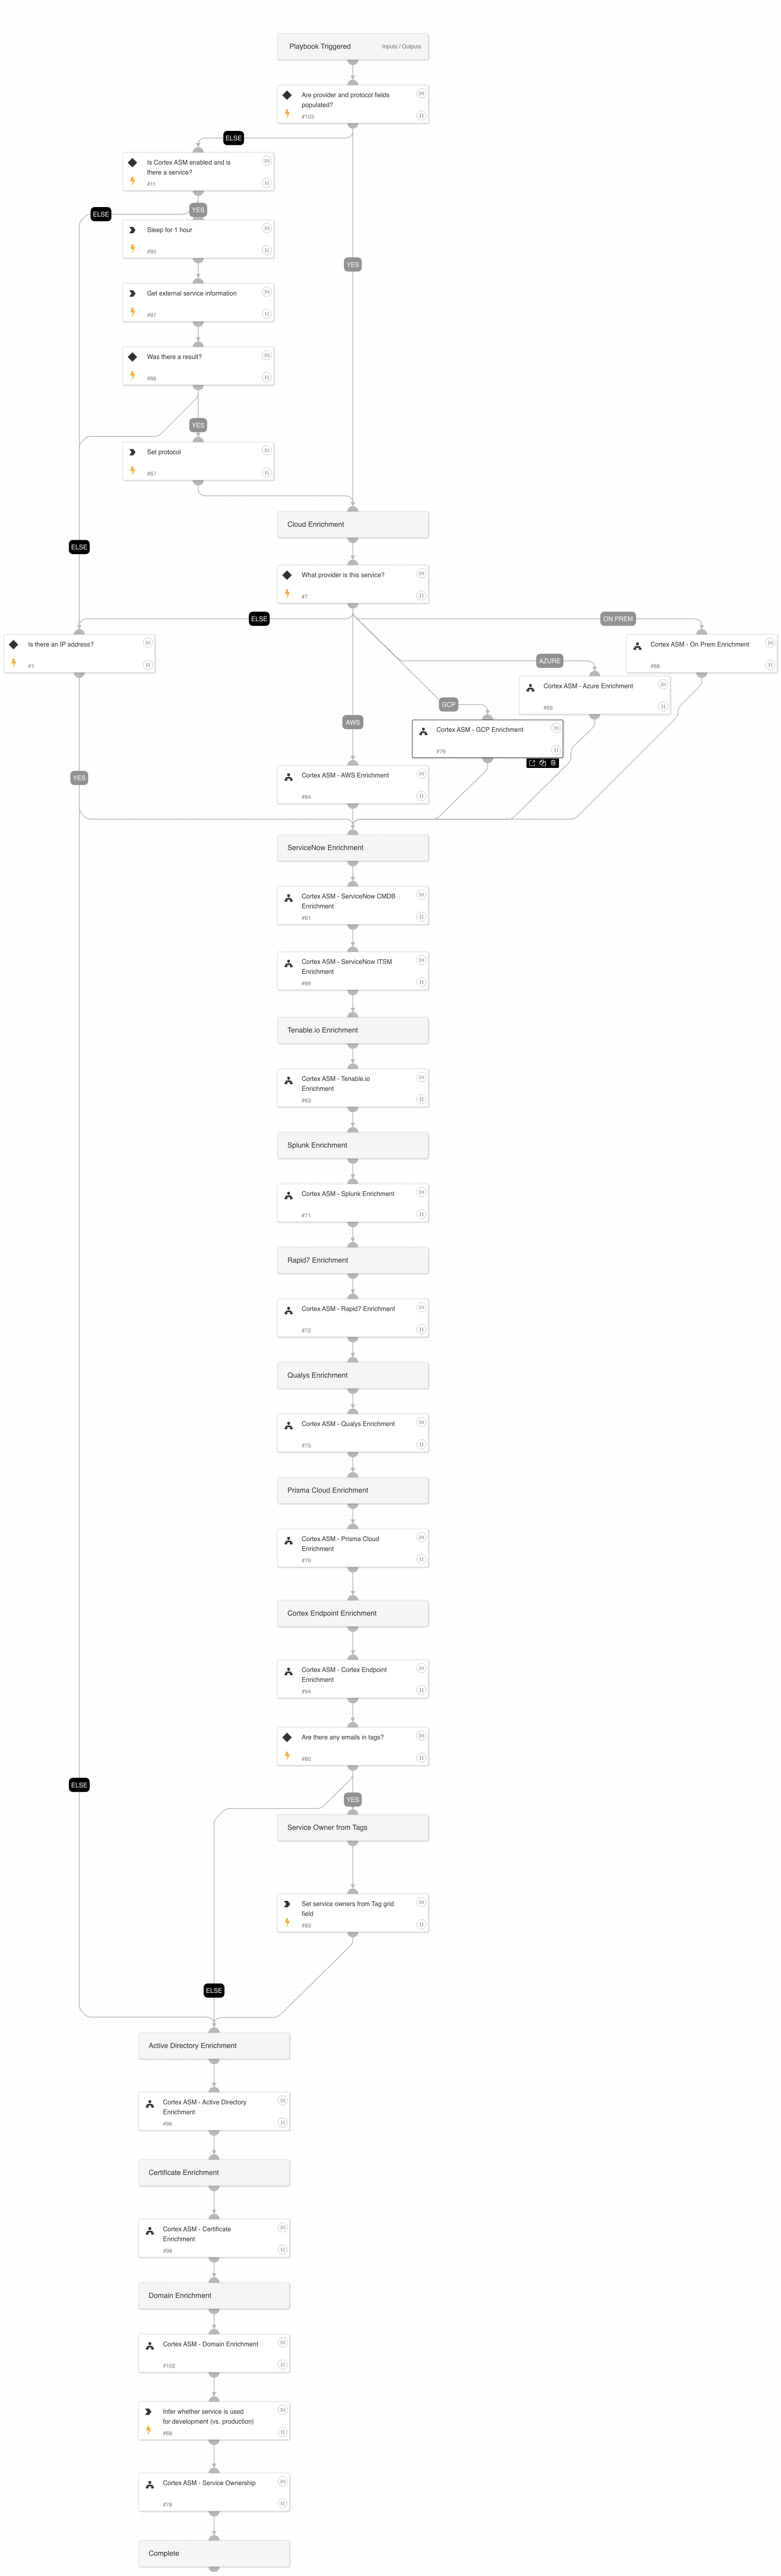 Playbook Triggered
Inputs / Outputs
Are provider and protocol fields
populated?
#103
ELSE
Is Cortex ASM enabled and is
there a service?
#11
ELSE
YES
Sleep for 1 hour
#85
YES
Get external service information
#87
Was there a result?
#86
YES
Set protocol
#67
Cloud Enrichment
ELSE
What provider is this service?
#7
ELSE
ON PREM
Is there an IP address?
#1
Cortex ASM - On Prem Enrichment
#88
AZURE
Cortex ASM - Azure Enrichment
#69
GCP
AWS
Cortex ASM - GCP Enrichment
#76
Cortex ASM - AWS Enrichment
#64
YES
ServiceNow Enrichment
Cortex ASM - ServiceNow CMDB
Enrichment
#61
Cortex ASM - ServiceNow ITSM
Enrichment
#89
Tenable.io Enrichment
Cortex ASM - Tenable.io
Enrichment
#63
Splunk Enrichment
Cortex ASM - Splunk Enrichment
#71
Rapid7 Enrichment
Cortex ASM - Rapid7 Enrichment
#72
Qualys Enrichment
Cortex ASM - Qualys Enrichment
#75
Prisma Cloud Enrichment
Cortex ASM - Prisma Cloud
Enrichment
#79
Cortex Endpoint Enrichment
Cortex ASM - Cortex Endpoint
Enrichment
#94
Are there any emails in tags?
#80
ELSE
YES
Service Owner from Tags
Set service owners from Tag grid
field
#83
ELSE
Active Directory Enrichment
Cortex ASM - Active Directory
Enrichment
#96
Certificate Enrichment
Cortex ASM - Certificate
Enrichment
#98
Domain Enrichment
Cortex ASM - Domain Enrichment
#102
Infer whether service is used
for development (vs. production)
#68
Cortex ASM - Service Ownership
#78
Complete